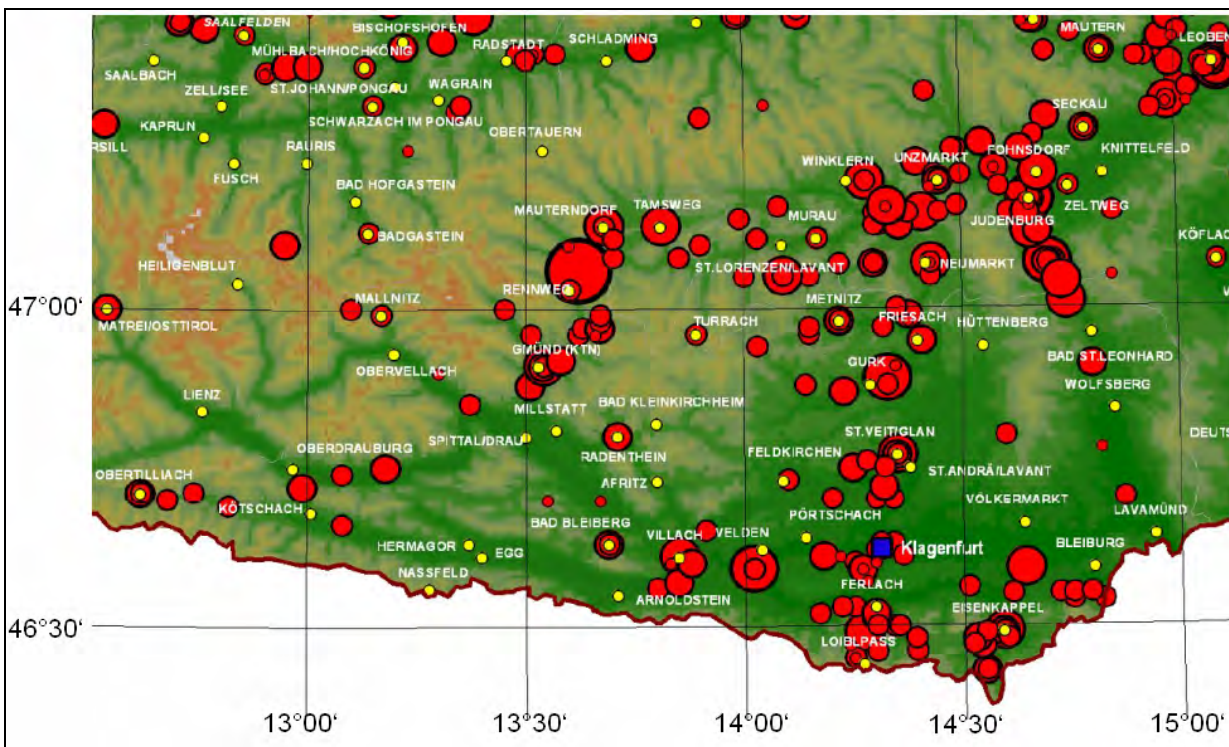 SAALFELDEN
BISCHOFSHOFEN
MAUTERN
SCHLADMING
RADSTADT
LEOBEN
MÜHLBACH/HOCHKÖNIG
SAALBACH
ZELL/SEE
ST.JOHANN/PONGAU
WAGRAIN
SECKAU
SCHWARZACH IM PONGAU
KAPRUN
OBERTAUERN
RSILL
RAURIS
FOHNSDORF
KNITTELFELD
WINKLERN
UNZMARKT
FUSCH
BAD HOFGASTEIN
ZELTWEG
MAUTERNDORF
TAMSWEG
MURAU
JUDENBURG
BADGASTEIN
KÖFLAC
HEILIGENBLUT
ST.LORENZEN/LAVANT
NEUMARKT
RENNWEG
MALLNITZ
METNITZ
47°00'
FRIESACH
MATREI/OSTTIROL
TURRACH
HÜTTENBERG
GMÜND (KTN)
BAD ST.LEONHARD
OBERVELLACH
GURK
WOLFSBERG
LIENZ
MILLSTATT
BAD KLEINKIRCHHEIM
SPITTAL/DRAU
ST.VEIT/GLAN
DEUTS
OBERDRAUBURG
FELDKIRCHEN
RADENTHEIN
ST.ANDRÄ/LAVANT
OBERTILLIACH
AFRITZ
VÖLKERMARKT
KÖTSCHACH
PÖRTSCHACH
LAVAMÜND
BAD BLEIBERG
VILLACH
VELDEN
BLEIBURG
HERMAGOR
EGG
Klagenfurt
NASSFELD
FERLACH
ARNOLDSTEIN
EISENKAPPEL
46°30'
LOIBLPASS
13°00'
13°30'
14°00'
14°30'
15°00'